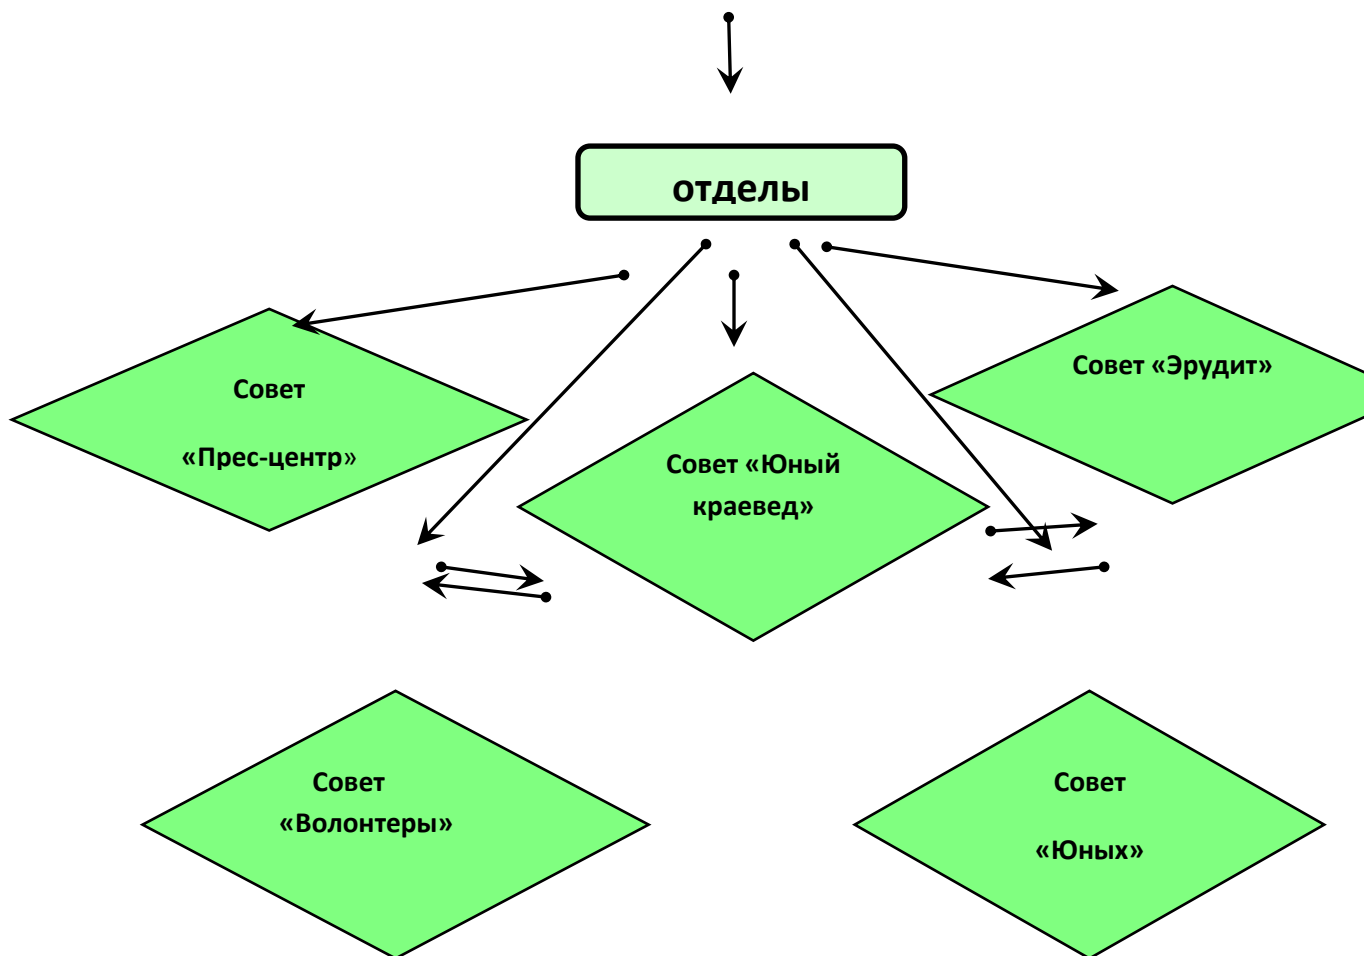 отделы
Совет
«Прес-центр»
Совет «Юный
краевед»
Совет «Эрудит»
Совет
«Волонтеры»
Совет
«Юных»